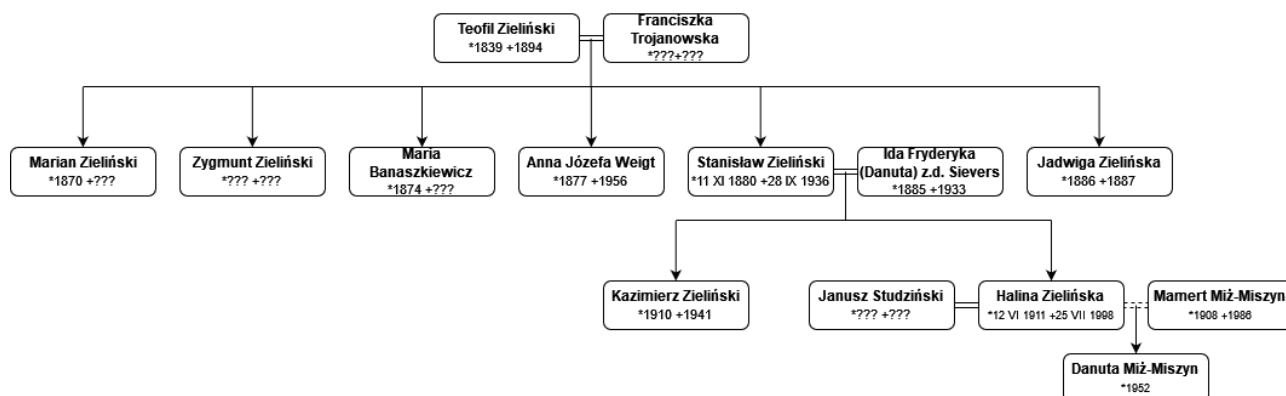 Teofil Zieliński
*1839 +1894
Franciszka
Trojanowska
*???+???
Marian Zieliński
*1870 +???
Zygmunt Zieliński
*??? +???
Maria
Banaszkiewicz
*1874 +???
Anna Józefa Weigt
*1877 +1956
Stanisław Zieliński
*11 XI 1880 +28 IX 1936
Ida Fryderyka
(Danuta) z.d. Sievers
*1885 +1933
Jadwiga Zielińska
*1886 +1887
Kazimierz Zieliński
*1910 +1941
Janusz Studziński
*??? +???
Halina Zielińska
*12 VI 1911 +25 VII 1998
Mamert Miż-Miszyn
*1908 +1986
Danuta Miż-Miszyn
*1952